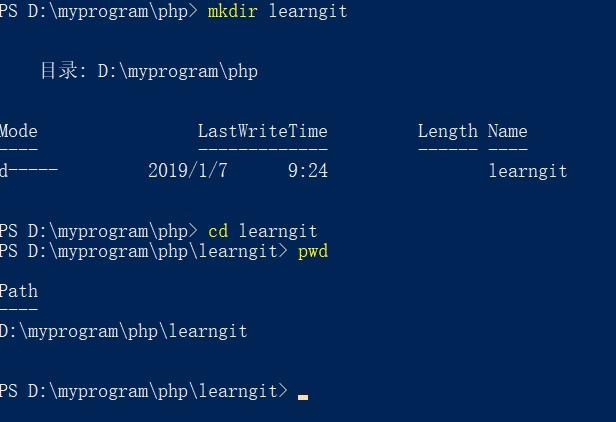 PS D:\myprogram\php> mkdir learngit
目录: D:\myprogram\php
Mode LastWriteTime Length Name
---- ------------- ------ ----
d----- 2019/1/7 9:24 learngit
PS D:\myprogram\php> cd learngit
PS D:\myprogram\php\learngit> pwd
Path
----
D:\myprogram\php\learngit
PS D:\myprogram\php\learngit>